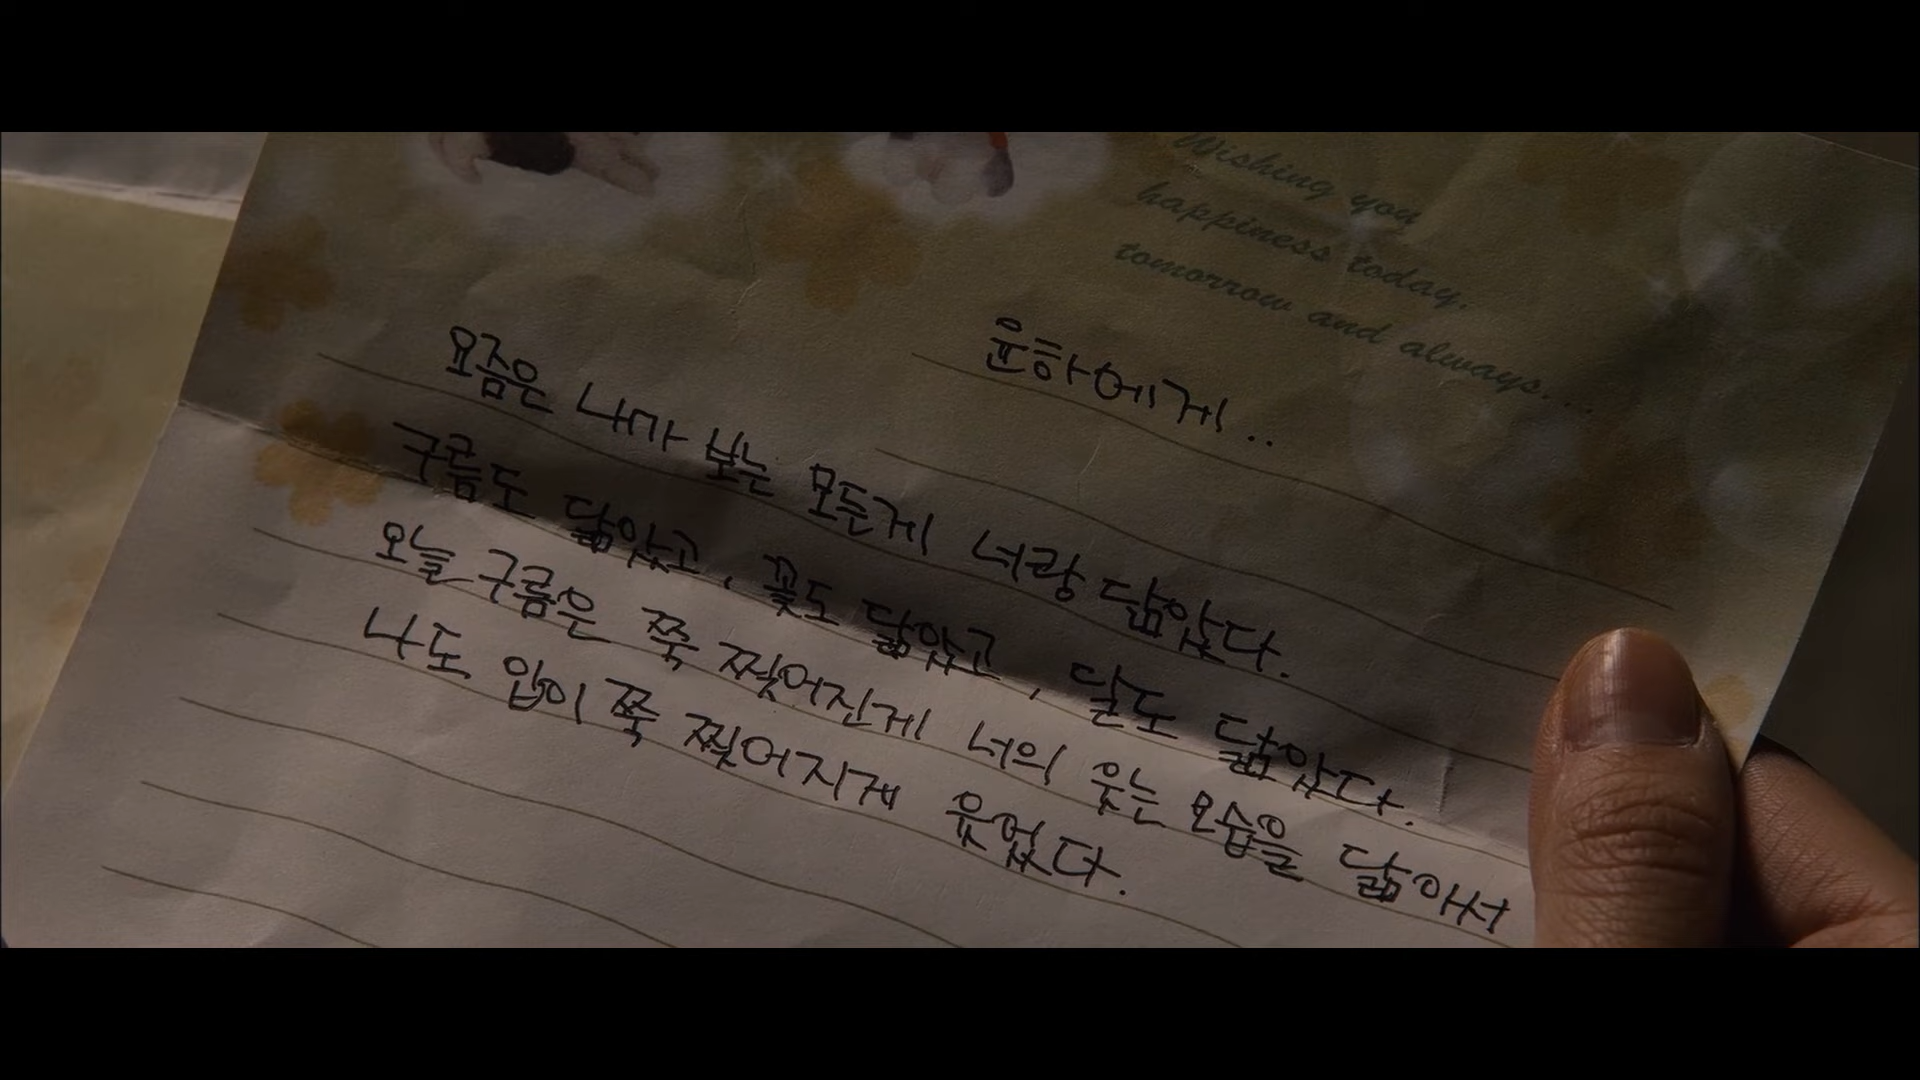 Wishing you
happiness today,
tomorrow and always...
윤하에게..
요즘은 내가 보는 모든게 너랑 닮았다.
구름도 닮았고, 꽃도 닮았고, 달도 닮았다.
오늘 구름은 쭉 찢어진게 너의 웃는 모습을 닮아서
나도 입이 쭉 찢어지게 웃었다.